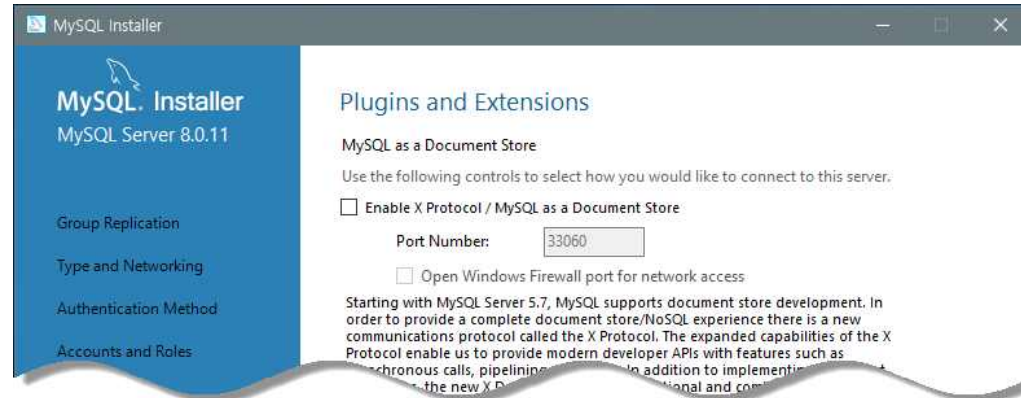 MySQL Installer
MySQL. Installer
MySQL Server 8.0.11
Group Replication
Type and Networking
Authentication Method
Accounts and Roles
Plugins and Extensions
MySQL as a Document Store
Use the following controls to select how you would like to connect to this server.
Enable X Protocol / MySQL as a Document Store
Port Number: 33060
Open Windows Firewall port for network access
Starting with MySQL Server 5.7, MySQL supports document store development. In
order to provide a complete document store/NoSQL experience there is a new
communications protocol called the X Protocol. The expanded capabilities of the X
Protocol enable us to provide modern developer APIs with features such as
chronous calls, pipelining In addition to implementin
the new X D